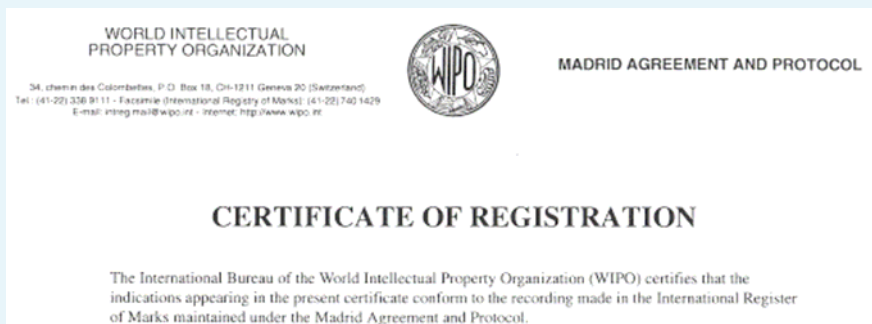 WORLD INTELLECTUAL
PROPERTY ORGANIZATION
34, chemin des Colombettes, P.O. Box 18, CH-1211 Geneva 20 (Switzerland)
Tel.: (41-22) 338 9111 - Facsimile (International Registry of Marks): (41-22) 740 1429
E-mail: intreg.mail@wipo.int - Internet: http://www.wipo.int
WIPO
MADRID AGREEMENT AND PROTOCOL
CERTIFICATE OF REGISTRATION
The International Bureau of the World Intellectual Property Organization (WIPO) certifies that the
indications appearing in the present certificate conform to the recording made in the International Register
of Marks maintained under the Madrid Agreement and Protocol.